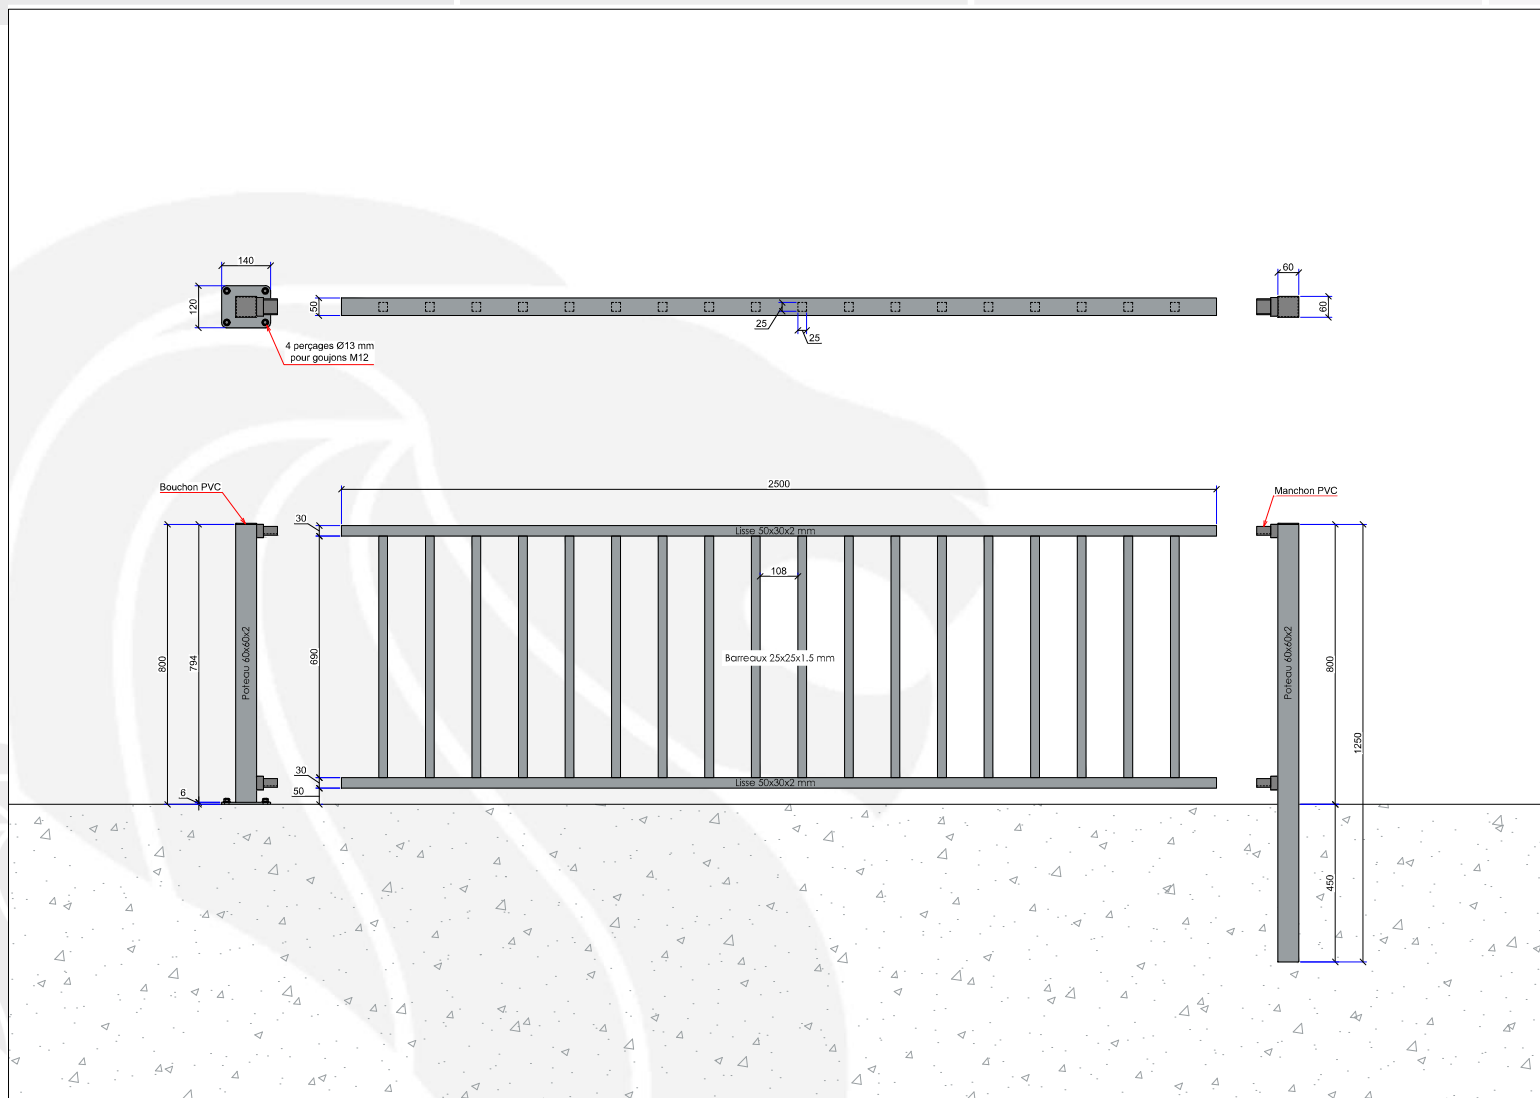 140
120
4 perçages Ø13 mm
pour goujons M12
50
25
25
60
60
Bouchon PVC
2500
Manchon PVC
30
Lisse 50x30x2 mm
108
800
794
Poteau 60x60x2
690
Barreaux 25x25x1.5 mm
Poteau 60x60x2
800
1250
30
Lisse 50x30x2 mm
6
50
450